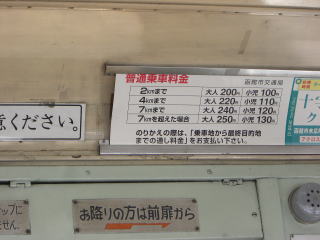 普通乗車料金
函館市交通局
2kmまで 大人 200円 小児 100円
4kmまで 大人 220円 小児 110円
7kmまで 大人 240円 小児 120円
7kmを超えた場合 大人 250円 小児 130円
のりかえの際は、「乗車地から最終目的地
までの通し料金」をお支払い下さい。
意ください。
お降りの方は前扉から